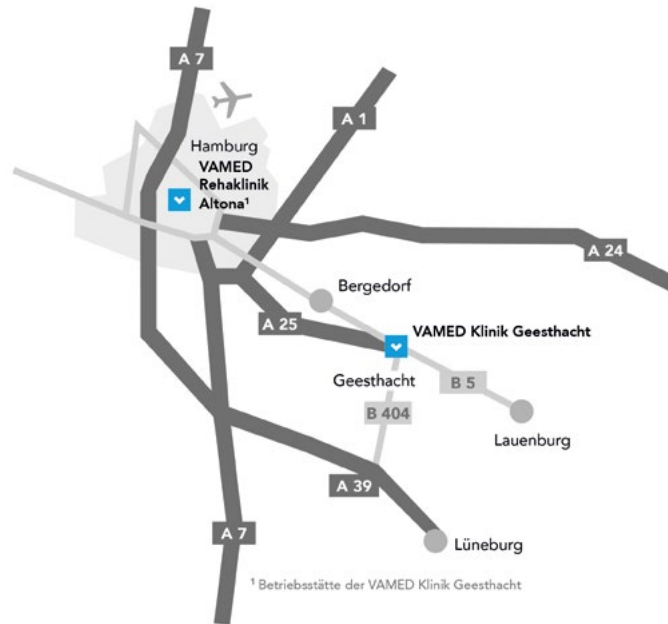 A 7
A 1
Hamburg
VAMED
Rehaklinik
Altona¹
A 24
Bergedorf
A 25
VAMED Klinik Geesthacht
Geesthacht
B 5
B 404
Lauenburg
A 39
A 7
Lüneburg
¹ Betriebsstätte der VAMED Klinik Geesthacht